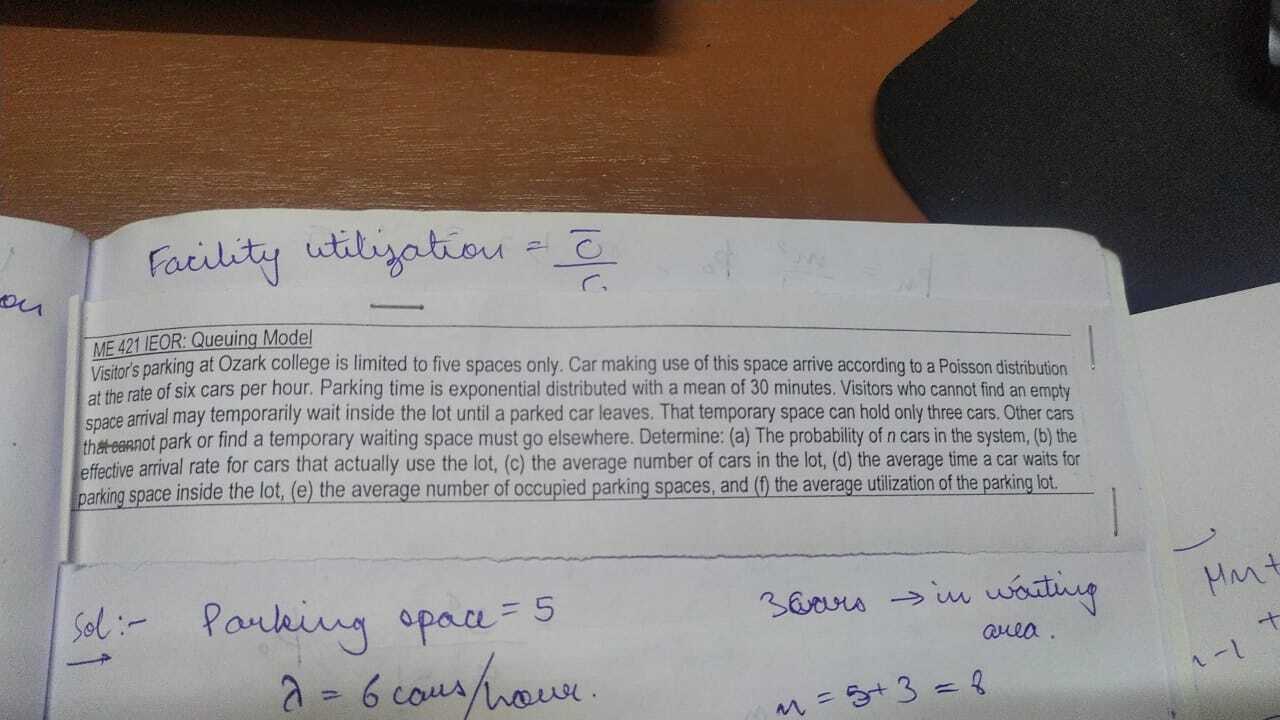 Facility utilization = c̄
c
ME 421 IEOR: Queuing Model
Visitor's parking at Ozark college is limited to five spaces only. Car making use of this space arrive according to a Poisson distribution
at the rate of six cars per hour. Parking time is exponential distributed with a mean of 30 minutes. Visitors who cannot find an empty
space arrival may temporarily wait inside the lot until a parked car leaves. That temporary space can hold only three cars. Other cars
that cannot park or find a temporary waiting space must go elsewhere. Determine: (a) The probability of n cars in the system, (b) the
effective arrival rate for cars that actually use the lot, (c) the average number of cars in the lot, (d) the average time a car waits for
parking space inside the lot, (e) the average number of occupied parking spaces, and (f) the average utilization of the parking lot.
Sol :- Parking space = 5
3 cars → in waiting
area.
λ = 6 cars/hour.
n = 5+3 = 8